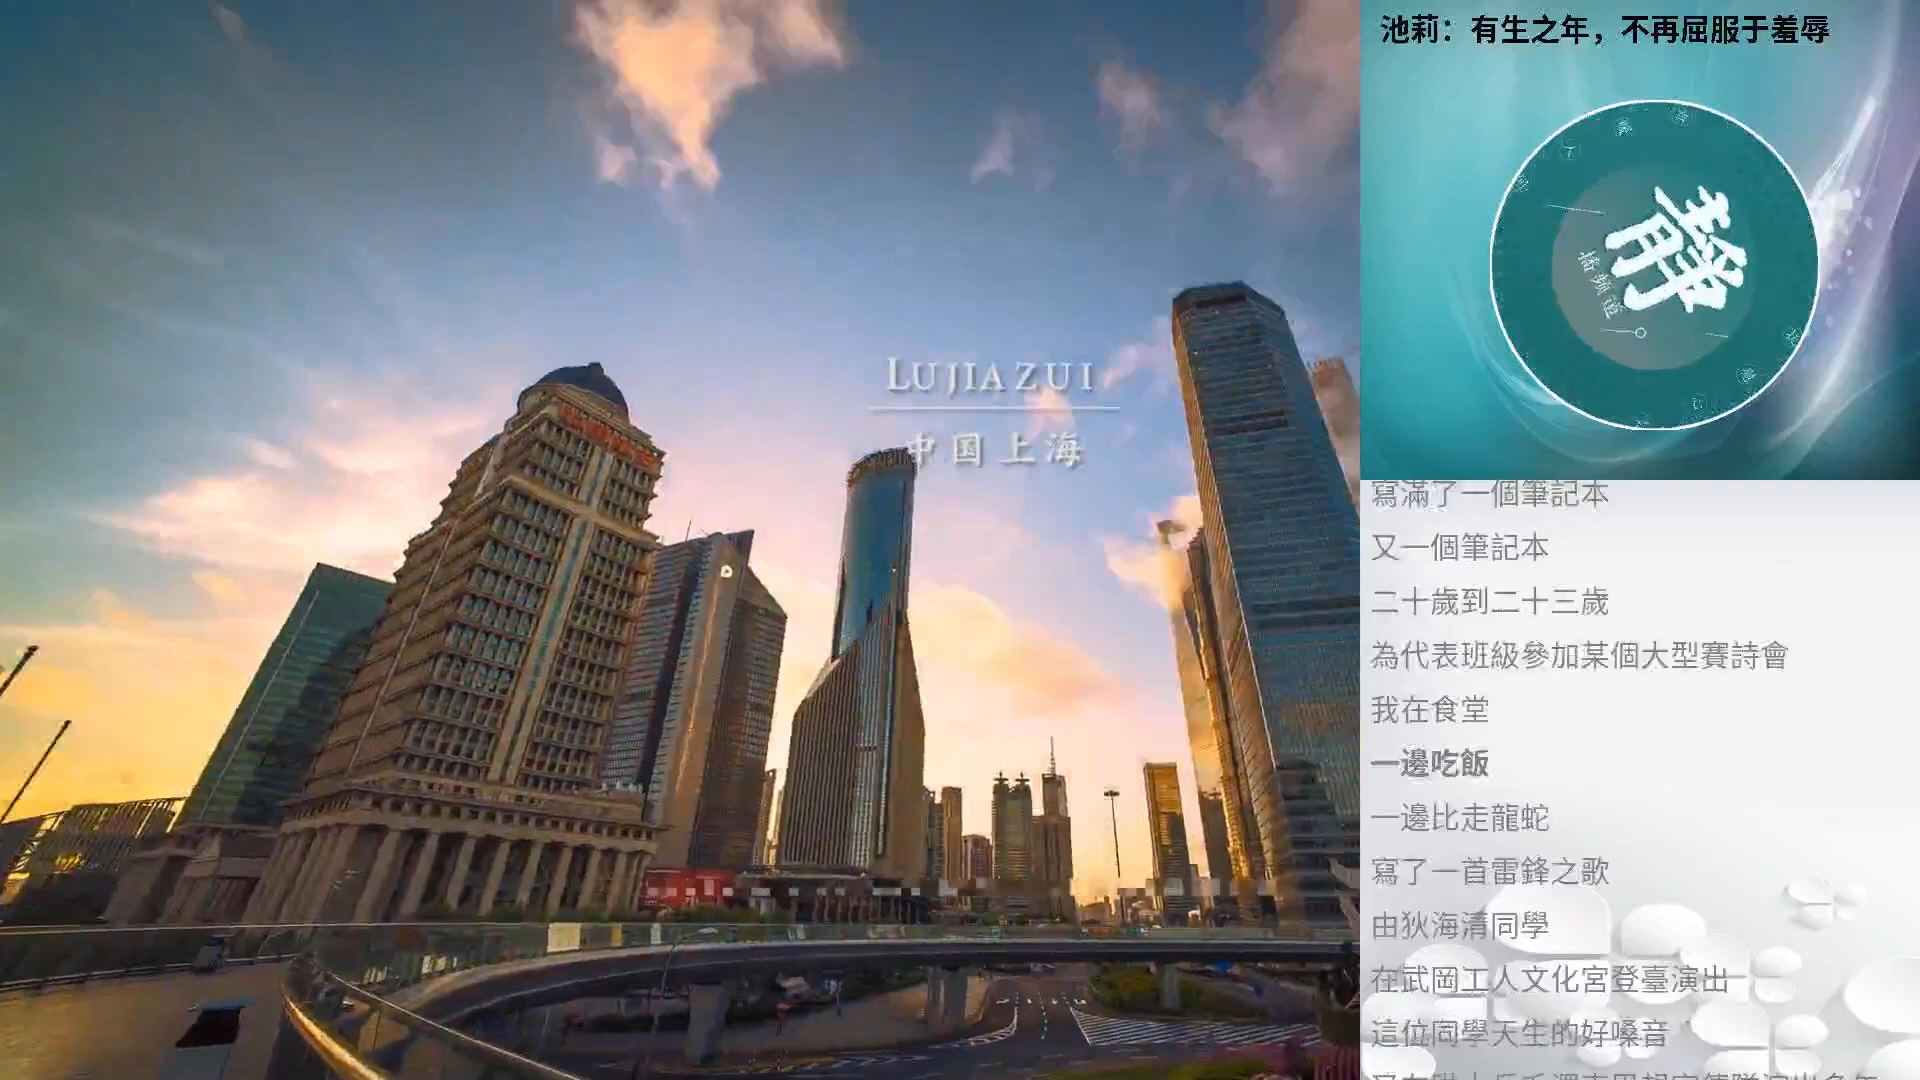 LUJIAZUI
中国上海
池莉：有生之年，不再屈服于羞辱
静
播頻道
寫滿了一個筆記本
又一個筆記本
二十歲到二十三歲
為代表班級參加某個大型賽詩會
我在食堂
一邊吃飯
一邊比走龍蛇
寫了一首雷鋒之歌
由狄海清同學
在武岡工人文化宮登臺演出
這位同學天生的好嗓音